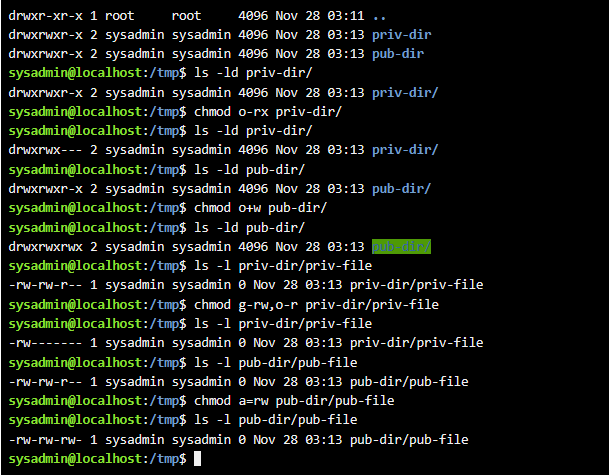 drwxr-xr-x 1 root     root     4096 Nov 28 03:11 ..
drwxrwxr-x 2 sysadmin sysadmin 4096 Nov 28 03:13 priv-dir
drwxrwxr-x 2 sysadmin sysadmin 4096 Nov 28 03:13 pub-dir
sysadmin@localhost:/tmp$ ls -ld priv-dir/
drwxrwxr-x 2 sysadmin sysadmin 4096 Nov 28 03:13 priv-dir/
sysadmin@localhost:/tmp$ chmod o-rx priv-dir/
sysadmin@localhost:/tmp$ ls -ld priv-dir/
drwxrwx--- 2 sysadmin sysadmin 4096 Nov 28 03:13 priv-dir/
sysadmin@localhost:/tmp$ ls -ld pub-dir/
drwxrwxr-x 2 sysadmin sysadmin 4096 Nov 28 03:13 pub-dir/
sysadmin@localhost:/tmp$ chmod o+w pub-dir/
sysadmin@localhost:/tmp$ ls -ld pub-dir/
drwxrwxrwx 2 sysadmin sysadmin 4096 Nov 28 03:13 pub-dir/
sysadmin@localhost:/tmp$ ls -l priv-dir/priv-file
-rw-rw-r-- 1 sysadmin sysadmin 0 Nov 28 03:13 priv-dir/priv-file
sysadmin@localhost:/tmp$ chmod g-rw,o-r priv-dir/priv-file
sysadmin@localhost:/tmp$ ls -l priv-dir/priv-file
-rw------- 1 sysadmin sysadmin 0 Nov 28 03:13 priv-dir/priv-file
sysadmin@localhost:/tmp$ ls -l pub-dir/pub-file
-rw-rw-r-- 1 sysadmin sysadmin 0 Nov 28 03:13 pub-dir/pub-file
sysadmin@localhost:/tmp$ chmod a=rw pub-dir/pub-file
sysadmin@localhost:/tmp$ ls -l pub-dir/pub-file
-rw-rw-rw- 1 sysadmin sysadmin 0 Nov 28 03:13 pub-dir/pub-file
sysadmin@localhost:/tmp$